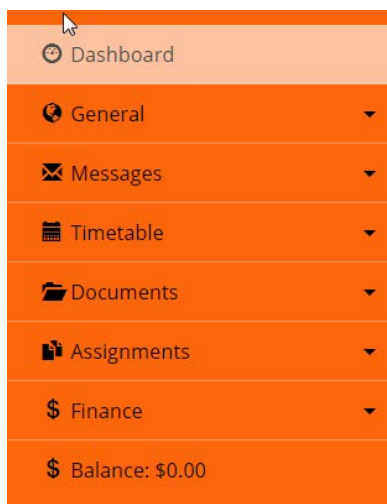 Dashboard
General
Messages
Timetable
Documents
Assignments
$ Finance
$ Balance: $0.00